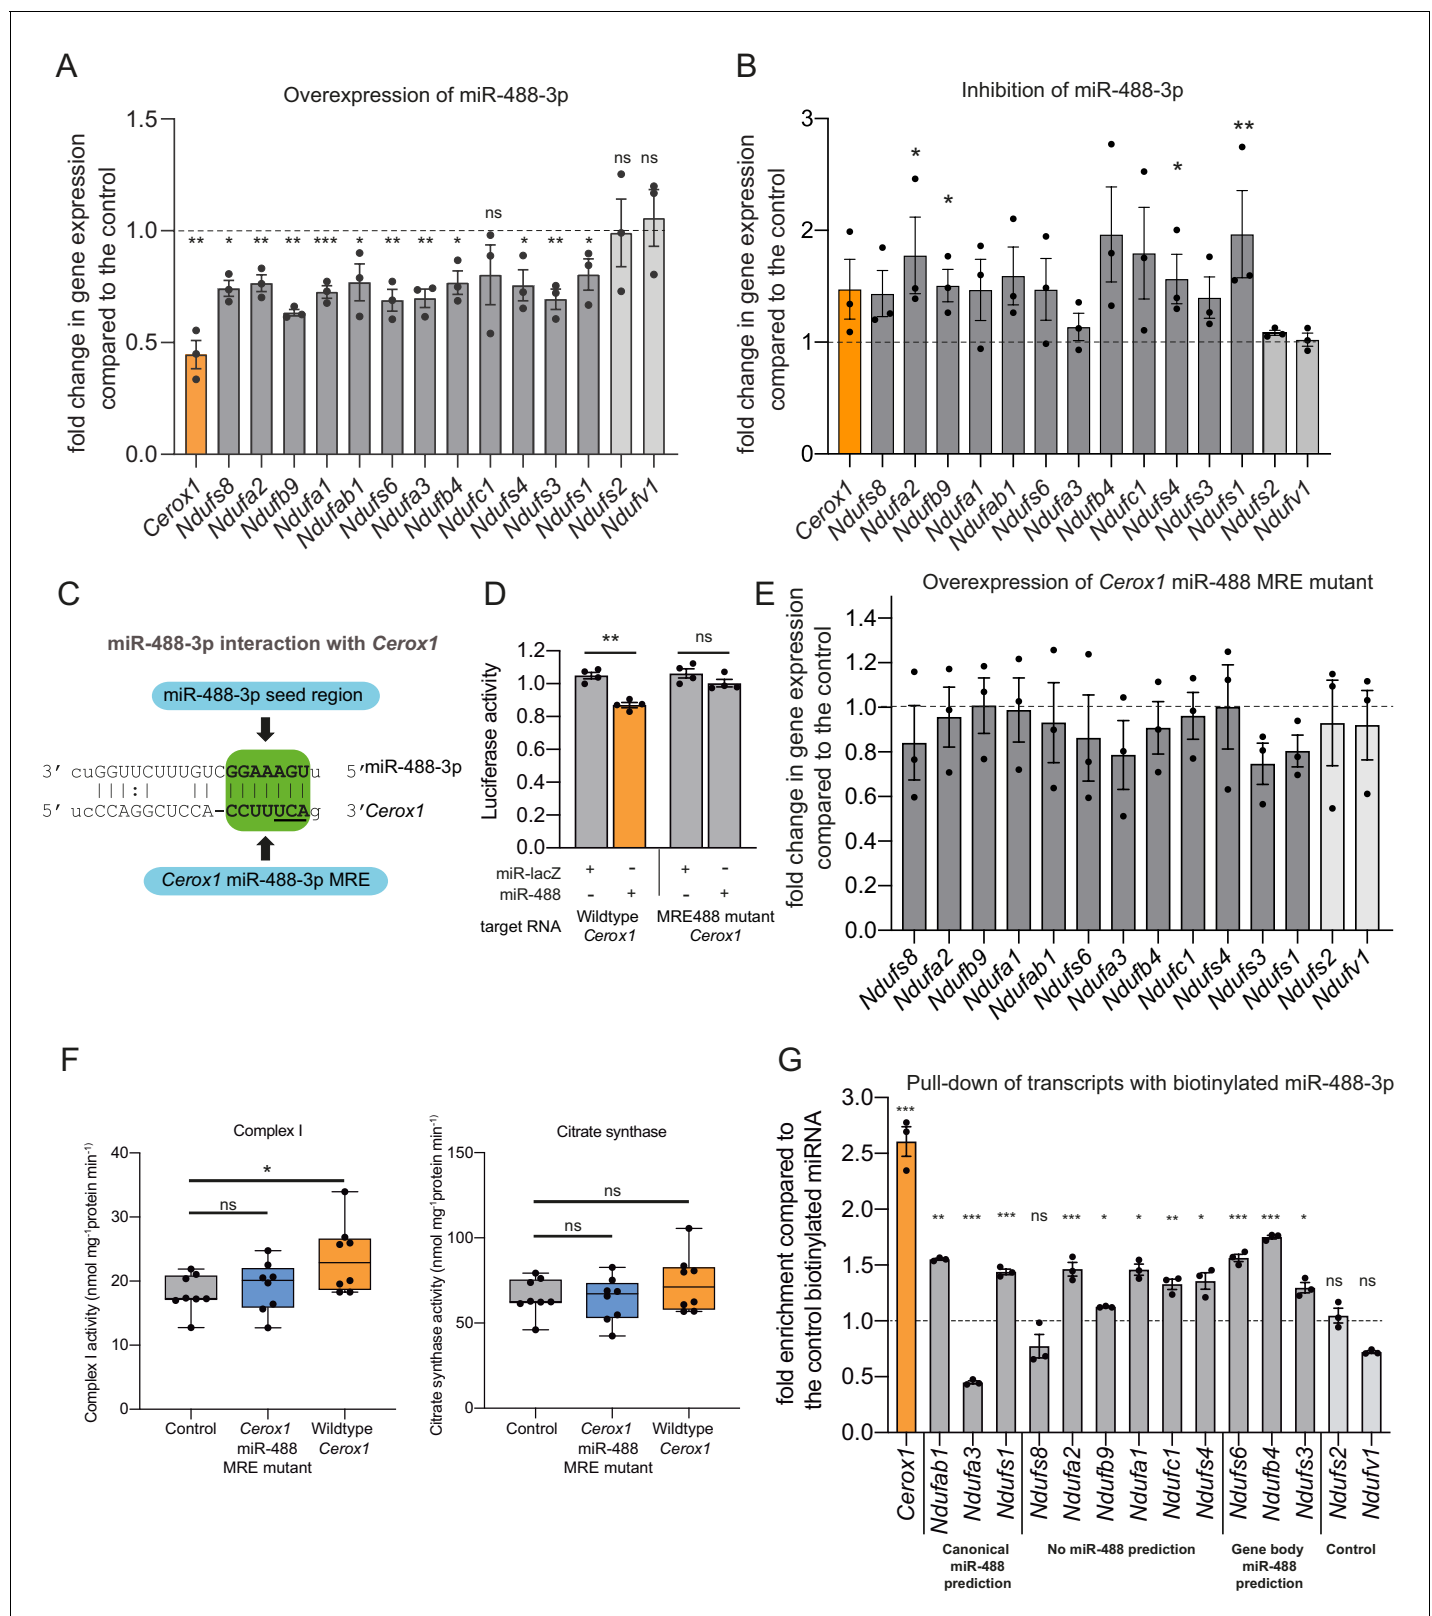 A
Overexpression of miR-488-3p
fold change in gene expression
compared to the control
1.5
1.0
0.5
0.0
** * ** ** *** * ** ** * ns * ** * ns ns
Cerox1 Ndufs8 Ndufa2 Ndufb9 Ndufa1 Ndufab1 Ndufs6 Ndufa3 Ndufb4 Ndufc1 Ndufs4 Ndufs3 Ndufs1 Ndufs2 Ndufv1
B
Inhibition of miR-488-3p
fold change in gene expression
compared to the control
3
2
1
0
* * * **
Cerox1 Ndufs8 Ndufa2 Ndufb9 Ndufa1 Ndufab1 Ndufs6 Ndufa3 Ndufb4 Ndufc1 Ndufs4 Ndufs3 Ndufs1 Ndufs2 Ndufv1
C
miR-488-3p interaction with Cerox1
miR-488-3p seed region
3' cuGGUUCUUUGUCGGAAAGUu 5' miR-488-3p
|||:| || |||||||
5' ucCCAGGCUCCA-CCUUUCAg 3' Cerox1
Cerox1 miR-488-3p MRE
D
Luciferase activity
1.2
1.0
0.8
0.6
0.4
0.2
0.0
** ns
miR-lacZ + - + -
miR-488 - + - +
target RNA Wildtype Cerox1 MRE488 mutant Cerox1
E
Overexpression of Cerox1 miR-488 MRE mutant
fold change in gene expression
compared to the control
1.4
1.2
1.0
0.8
0.6
0.4
0.2
0.0
Ndufs8 Ndufa2 Ndufb9 Ndufa1 Ndufab1 Ndufs6 Ndufa3 Ndufb4 Ndufc1 Ndufs4 Ndufs3 Ndufs1 Ndufs2 Ndufv1
F
Complex I
Complex I activity (nmol mg⁻¹protein min⁻¹)
40
30
20
10
0
*
ns
Control Cerox1 Wildtype
miR-488 Cerox1
MRE mutant
Citrate synthase
Citrate synthase activity (nmol mg⁻¹protein min⁻¹)
150
100
50
0
ns
ns
Control Cerox1 Wildtype
miR-488 Cerox1
MRE mutant
G
Pull-down of transcripts with biotinylated miR-488-3p
fold enrichment compared to
the control biotinylated miRNA
3.0
2.5
2.0
1.5
1.0
0.5
0.0
*** ** *** *** ns *** * * ** * *** *** * ns ns
Cerox1 Ndufab1 Ndufa3 Ndufs1 Ndufs8 Ndufa2 Ndufb9 Ndufa1 Ndufc1 Ndufs4 Ndufs6 Ndufb4 Ndufs3 Ndufs2 Ndufv1
Canonical No miR-488 prediction Gene body Control
miR-488 miR-488
prediction prediction